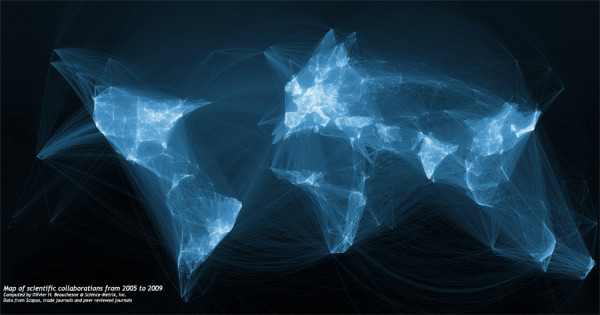 Map of scientific collaborations from 2005 to 2009
Computed by Olivier H. Beauchesne @ Science-Metrix, Inc.
Data from Scopus, trade journals and peer reviewed journals